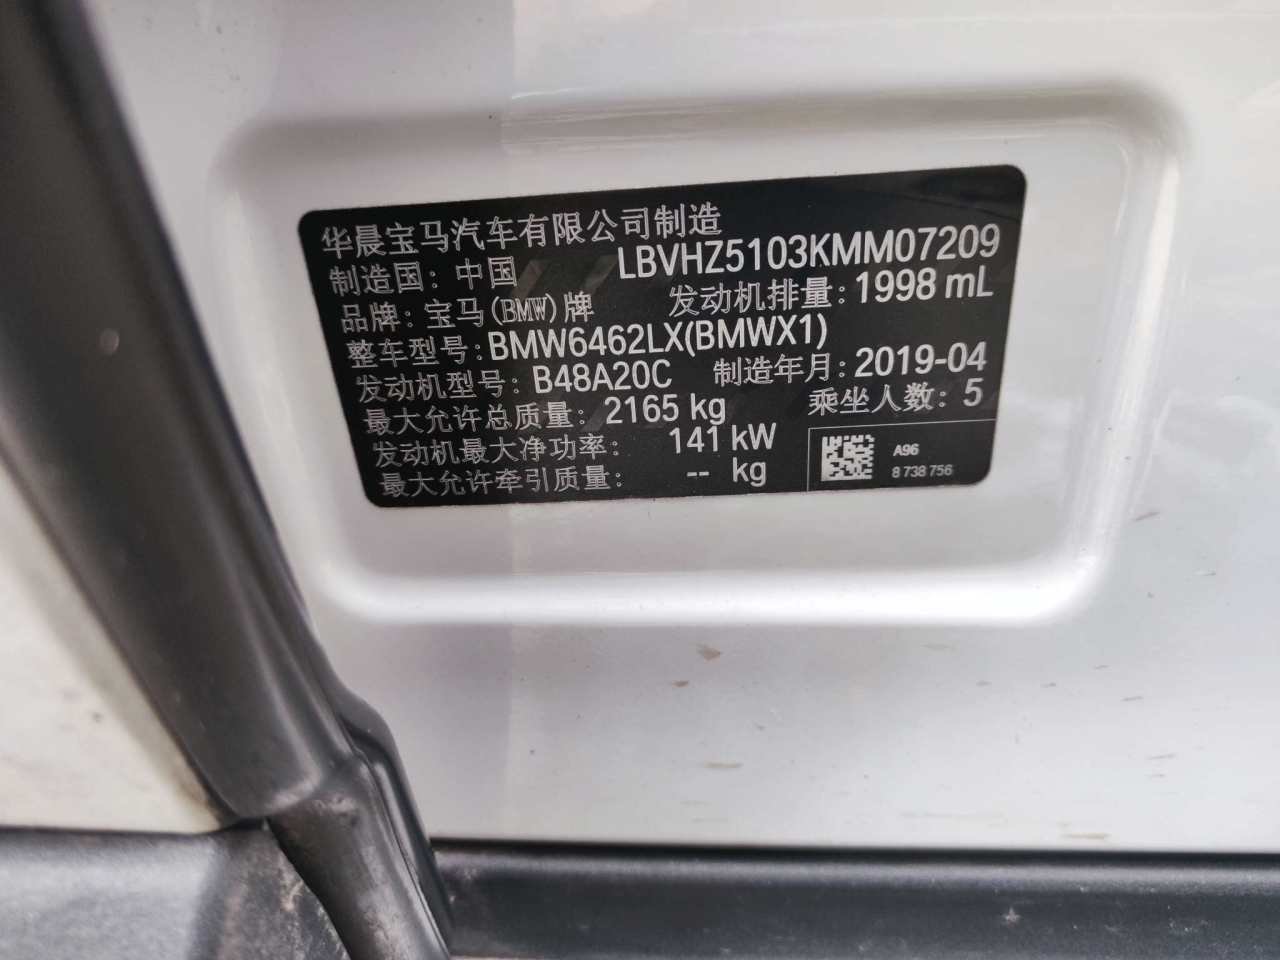 华晨宝马汽车有限公司制造
制造国：中国 LBVHZ5103KMM07209
品牌：宝马(BMW)牌 发动机排量：1998 mL
整车型号：BMW6462LX(BMWX1)
发动机型号：B48A20C 制造年月：2019-04
最大允许总质量：2165 kg 乘坐人数：5
发动机最大净功率： 141 kW
最大允许牵引质量： -- kg
A96
8 738 756